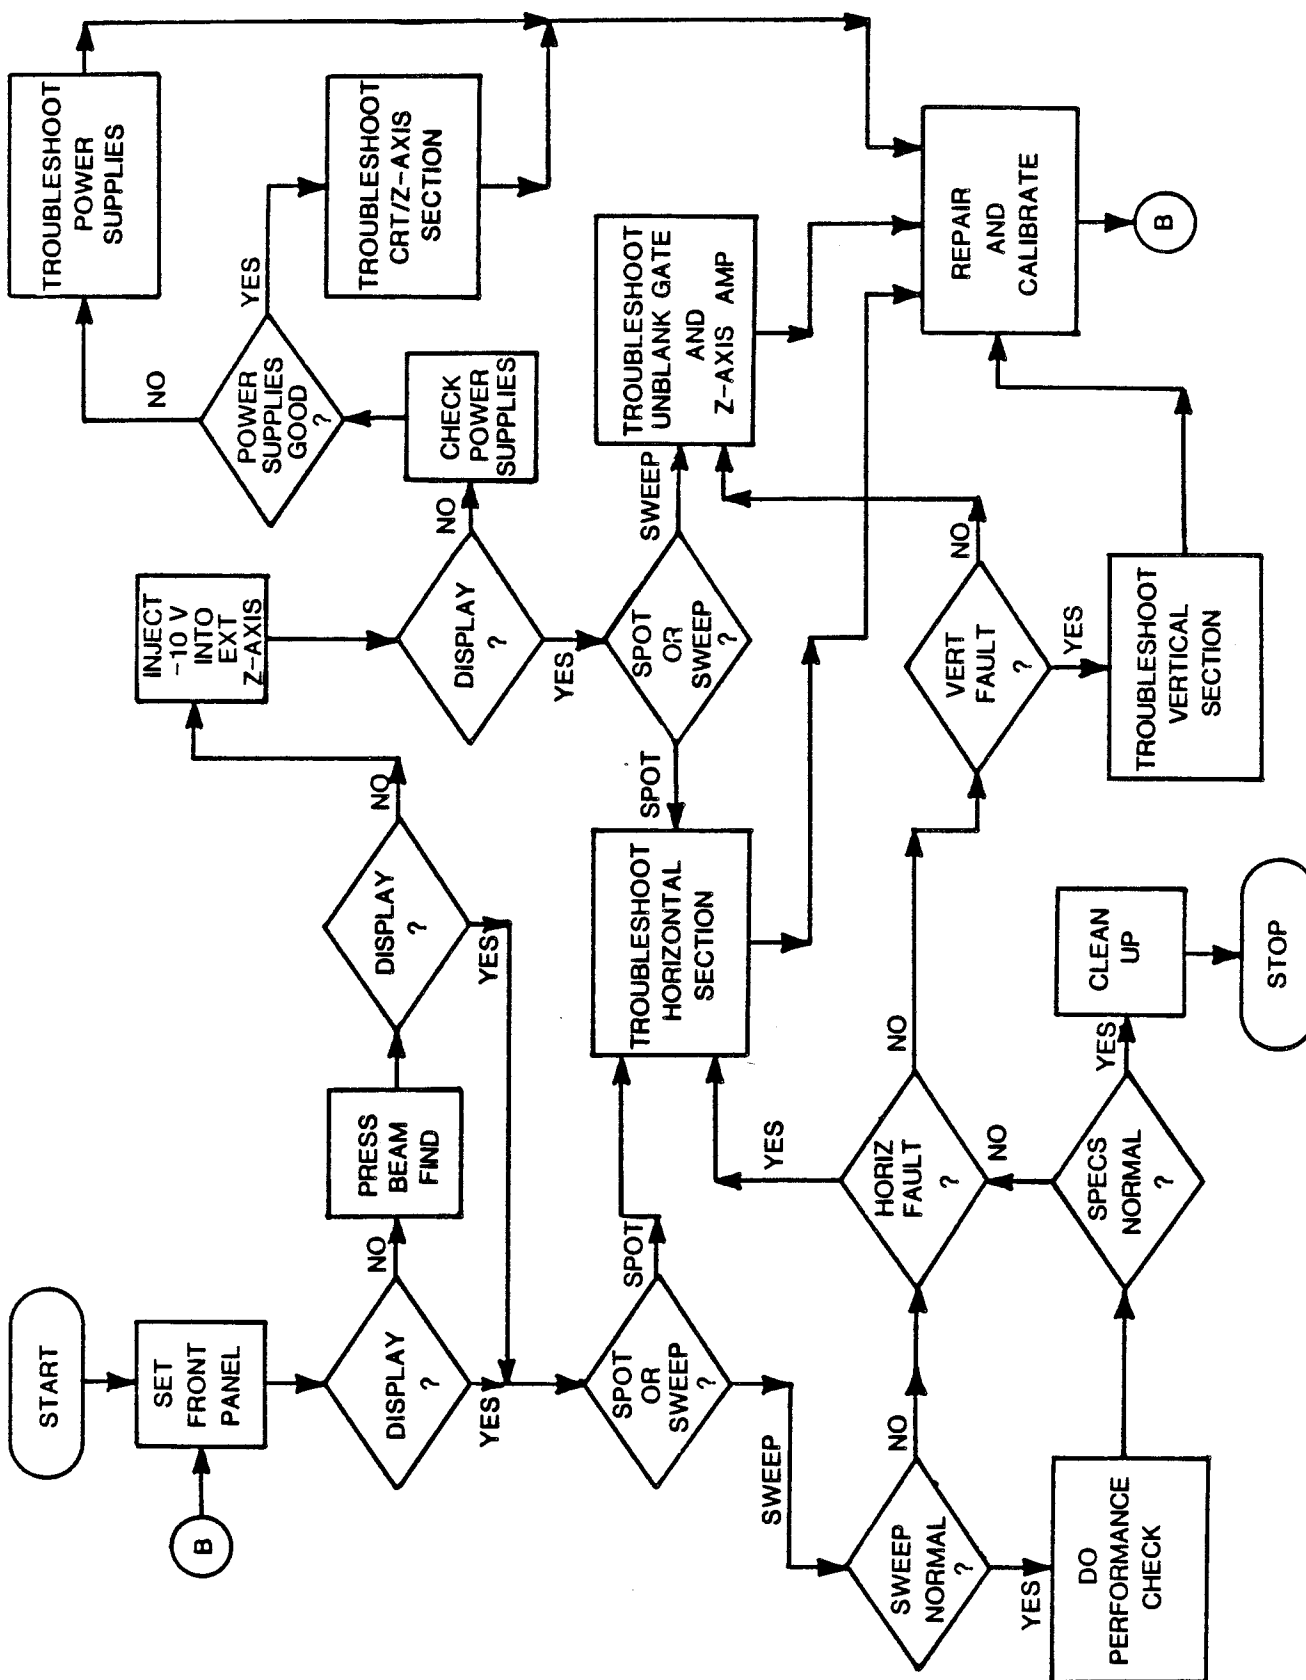 START
SET
FRONT
PANEL
B
DISPLAY
?
NO
YES
PRESS
BEAM
FIND
DISPLAY
?
NO
YES
INJECT
-10 V
INTO
EXT
Z-AXIS
DISPLAY
?
NO
YES
CHECK
POWER
SUPPLIES
POWER
SUPPLIES
GOOD
?
NO
YES
TROUBLESHOOT
POWER
SUPPLIES
TROUBLESHOOT
CRT/Z-AXIS
SECTION
SPOT
OR
SWEEP
?
SPOT
SWEEP
TROUBLESHOOT
HORIZONTAL
SECTION
SPOT
OR
SWEEP
?
SPOT
SWEEP
TROUBLESHOOT
UNBLANK GATE
AND
Z-AXIS AMP
SWEEP
NORMAL
?
NO
YES
HORIZ
FAULT
?
YES
NO
VERT
FAULT
?
NO
YES
REPAIR
AND
CALIBRATE
B
DO
PERFORMANCE
CHECK
SPECS
NORMAL
?
NO
YES
CLEAN
UP
STOP
TROUBLESHOOT
VERTICAL
SECTION